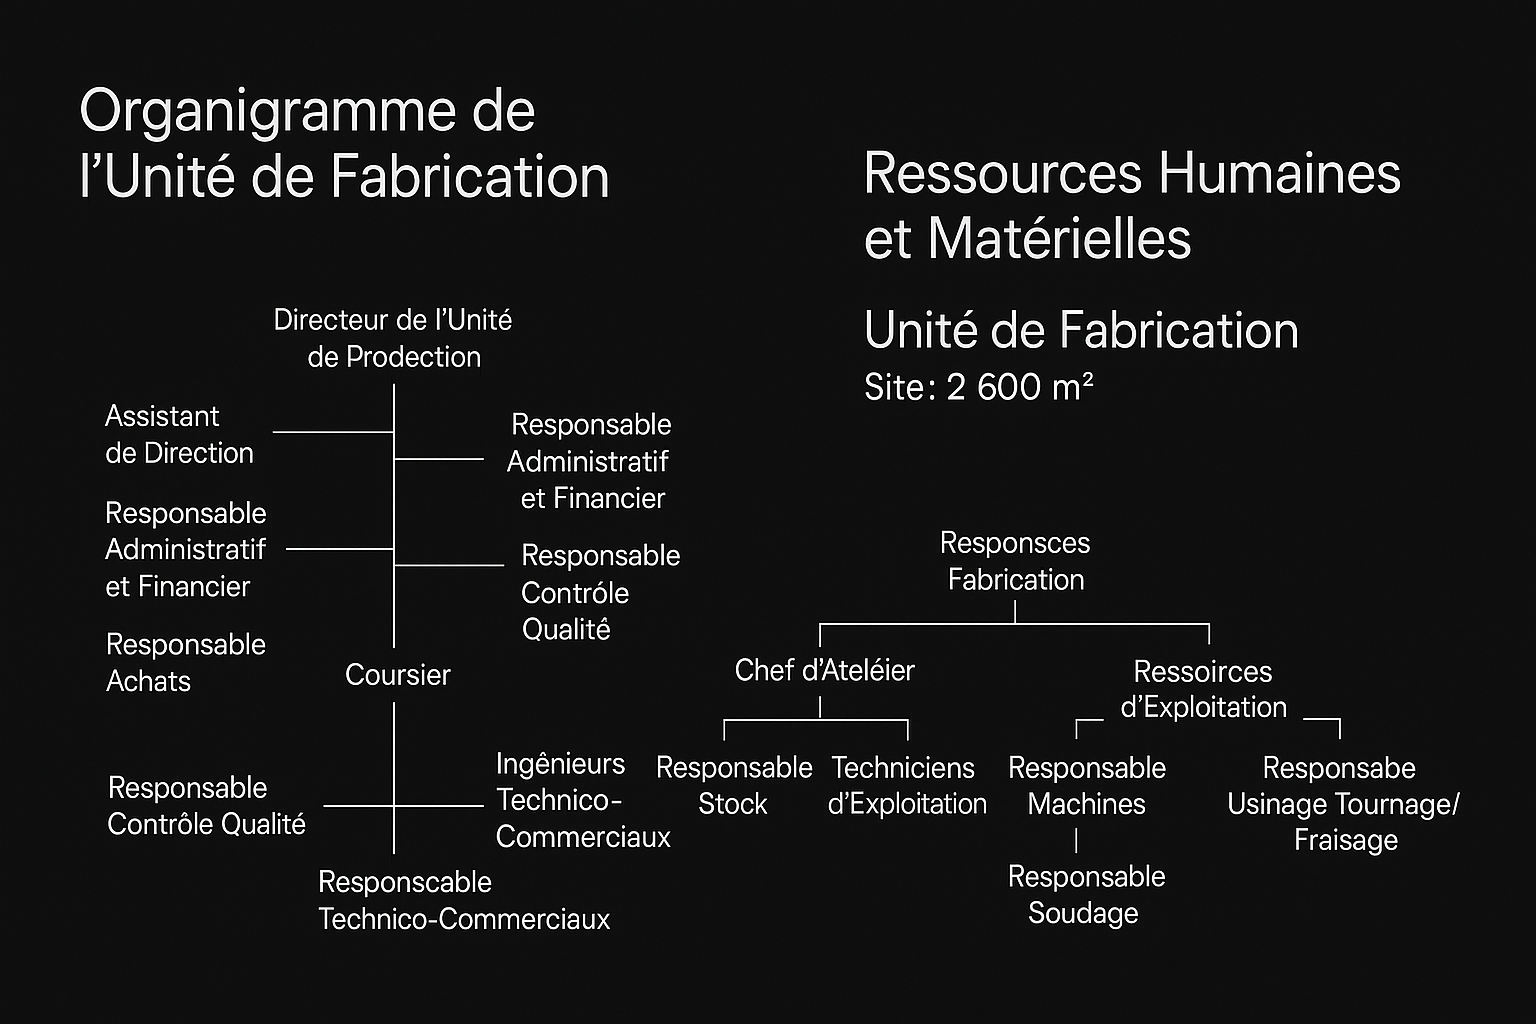 Organigramme de
l'Unité de Fabrication
Directeur de l'Unité
de Prodection
Assistant
de Direction
Responsable
Administratif
et Financier
Responsable
Administratif
et Financier
Responsable
Contróle
Qualité
Responsable
Achats
Coursier
Responsable
Contrôle Qualité
Ingênieurs
Technico-
Commerciaux
Responscable
Technico-Commerciaux
Ressources Humaines
et Matérielles
Unité de Fabrication
Site: 2 600 m²
Responsces
Fabrication
Chef d'Ateléier
Ressoirces
d'Exploitation
Responsable
Stock
Techniciens
d'Exploitation
Responsable
Machines
Responsabe
Usinage Tournage/
Fraisage
Responsable
Soudage